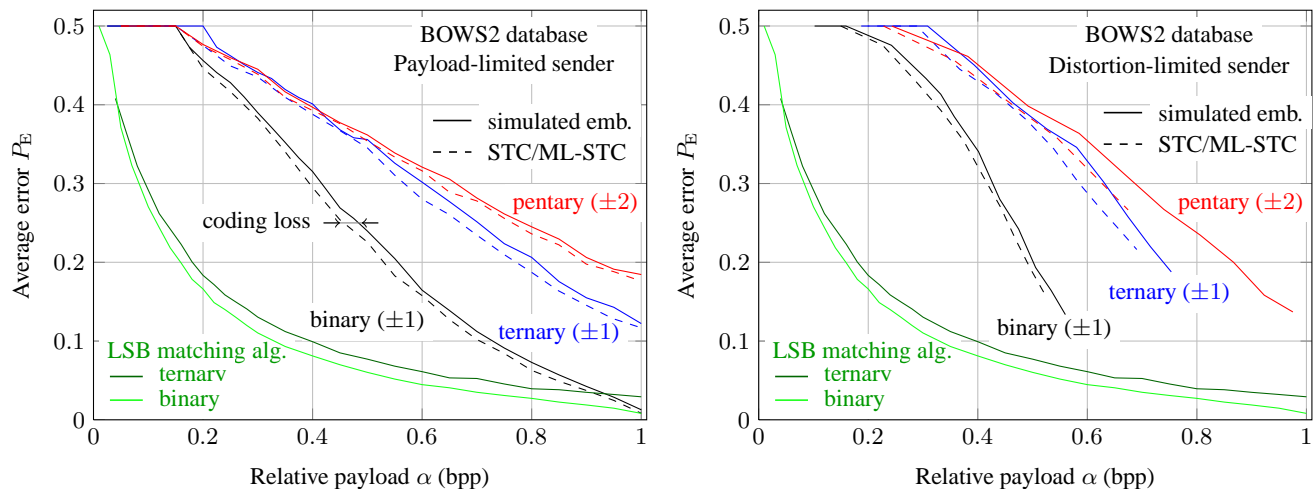 0.5
0.4
0.3
0.2
0.1
0
Average error P_E
BOWS2 database
Payload-limited sender
simulated emb.
STC/ML-STC
pentary (±2)
coding loss
binary (±1)
ternary (±1)
LSB matching alg.
ternarv
binary
0 0.2 0.4 0.6 0.8 1
Relative payload α (bpp)
0.5
0.4
0.3
0.2
0.1
0
Average error P_E
BOWS2 database
Distortion-limited sender
simulated emb.
STC/ML-STC
pentary (±2)
ternary (±1)
binary (±1)
LSB matching alg.
ternarv
binary
0 0.2 0.4 0.6 0.8 1
Relative payload α (bpp)